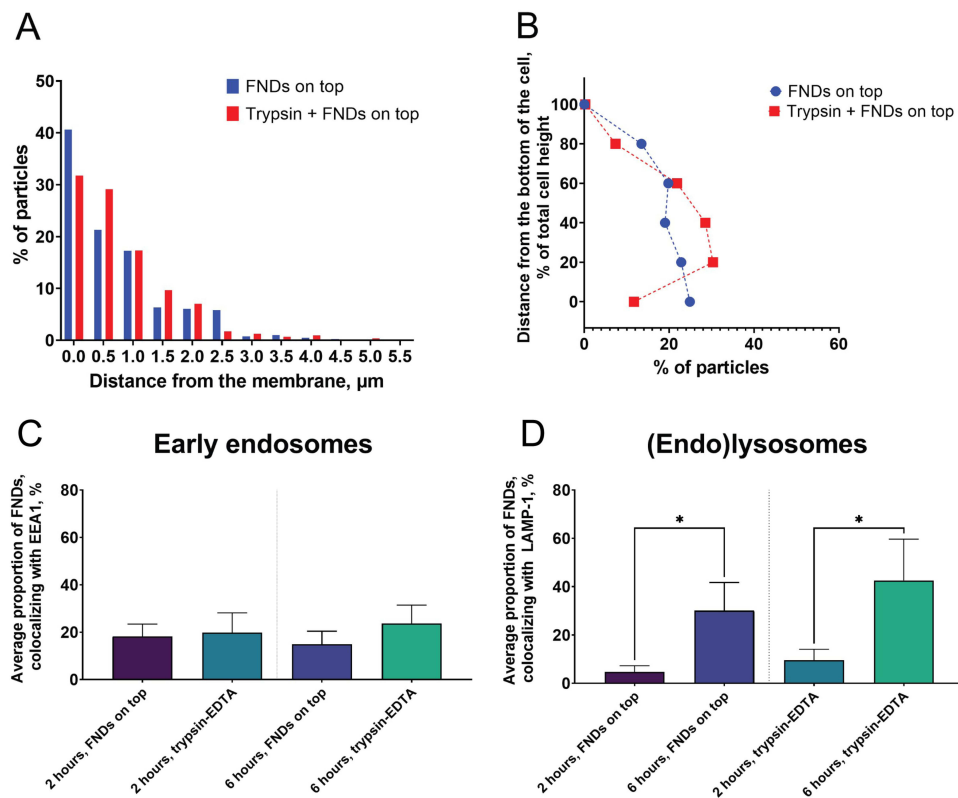 A
50
40
30
20
10
0
% of particles
FNDs on top
Trypsin + FNDs on top
0.0 0.5 1.0 1.5 2.0 2.5 3.0 3.5 4.0 4.5 5.0 5.5
Distance from the membrane, µm
B
Distance from the bottom of the cell,
% of total cell height
100
80
60
40
20
0
FNDs on top
Trypsin + FNDs on top
0 20 40 60
% of particles
C
Early endosomes
Average proportion of FNDs,
colocalizing with EEA1, %
80
60
40
20
0
2 hours, FNDs on top
2 hours, trypsin-EDTA
6 hours, FNDs on top
6 hours, trypsin-EDTA
D
(Endo)lysosomes
Average proportion of FNDs,
colocalizing with LAMP-1, %
80
60
40
20
0
*
*
2 hours, FNDs on top
6 hours, FNDs on top
2 hours, trypsin-EDTA
6 hours, trypsin-EDTA